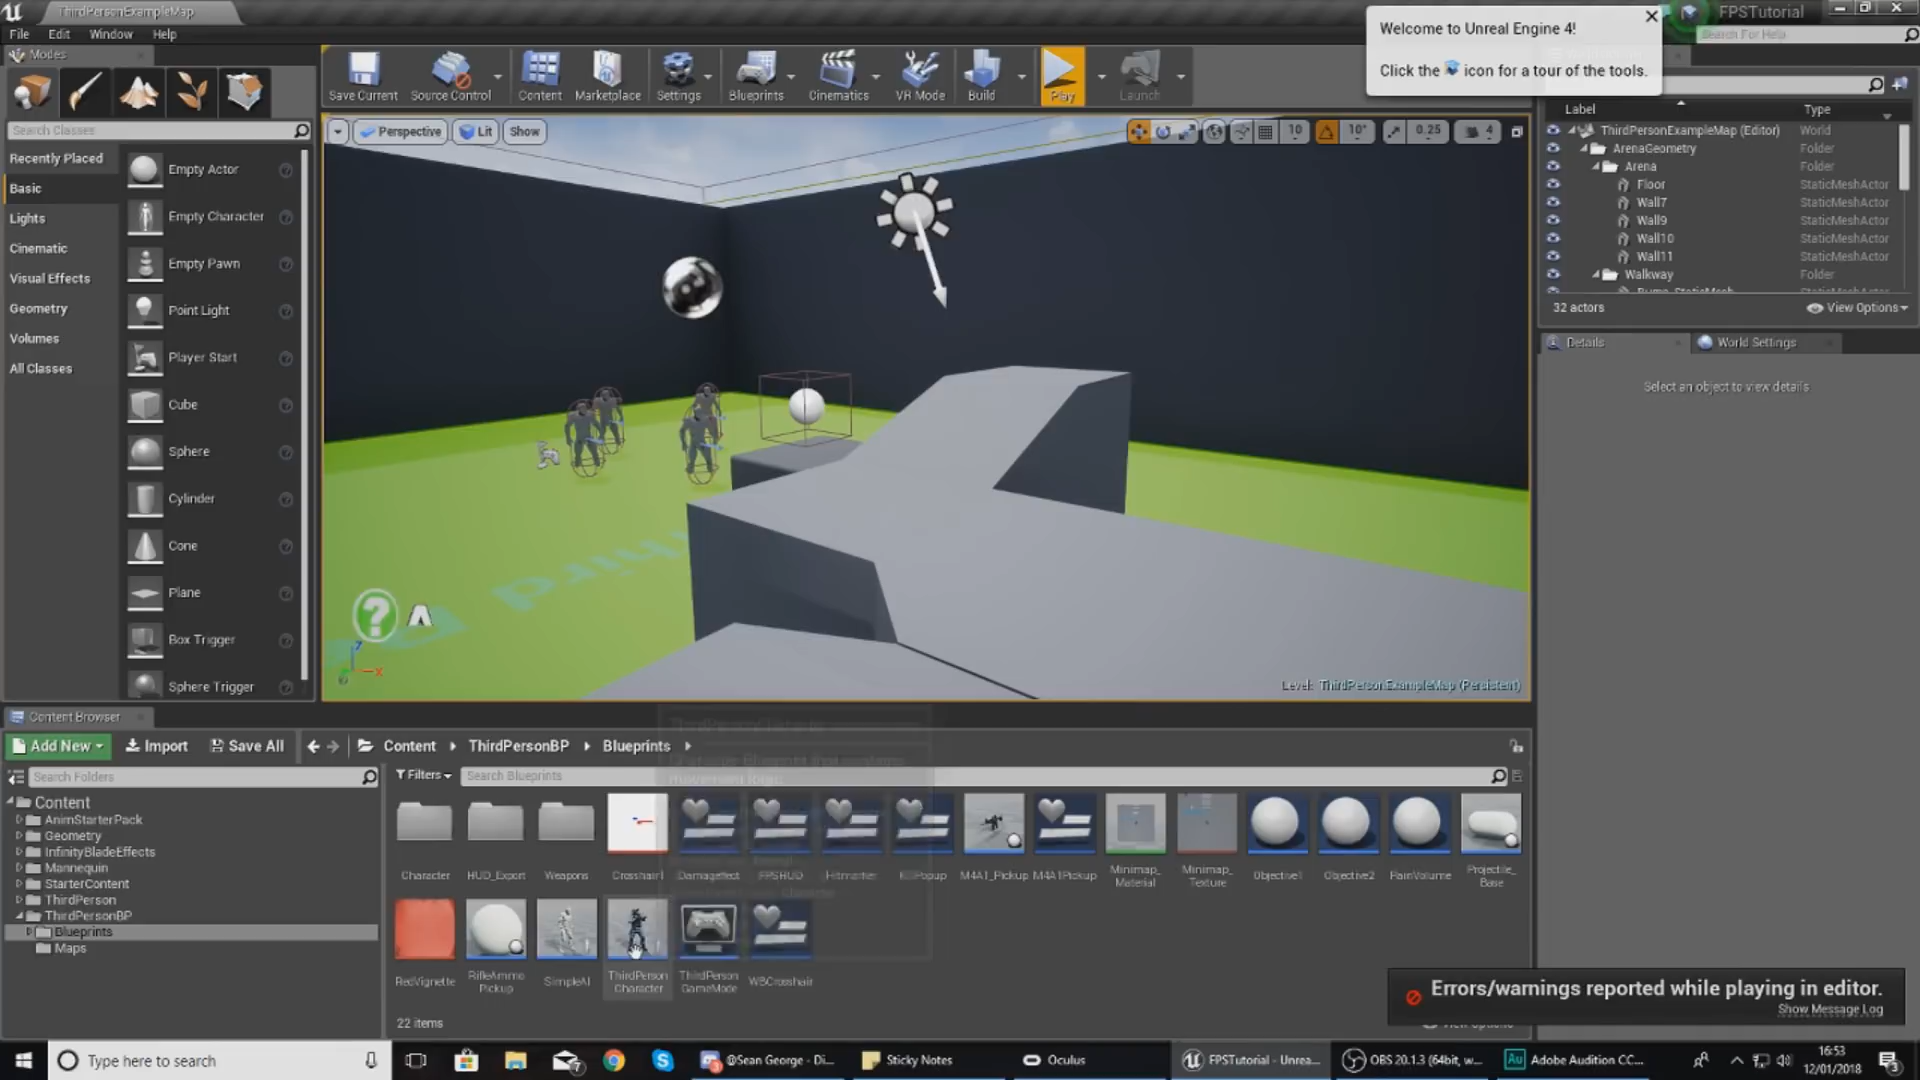 ThirdPersonExampleMap
FPSTutorial
File Edit Window Help
Search For Help
Welcome to Unreal Engine 4!
Click the icon for a tour of the tools.
Modes
Save Current Source Control Content Marketplace Settings Blueprints Cinematics VR Mode Build Play Launch
Search Classes
Recently Placed
Basic
Lights
Cinematic
Visual Effects
Geometry
Volumes
All Classes
Empty Actor
Empty Character
Empty Pawn
Point Light
Player Start
Cube
Sphere
Cylinder
Cone
Plane
Box Trigger
Sphere Trigger
Perspective Lit Show
10 10° 0.25 4
Level: ThirdPersonExampleMap (Persistent)
Label Type
ThirdPersonExampleMap (Editor) World
ArenaGeometry Folder
Arena Folder
Floor StaticMeshActor
Wall7 StaticMeshActor
Wall9 StaticMeshActor
Wall10 StaticMeshActor
Wall11 StaticMeshActor
Walkway Folder
32 actors View Options
Details World Settings
Select an object to view details
Content Browser
Add New Import Save All Content ThirdPersonBP Blueprints
Search Folders
Filters Search Blueprints
Content
AnimStarterPack
Geometry
InfinityBladeEffects
Mannequin
StarterContent
ThirdPerson
ThirdPersonBP
Blueprints
Maps
Character HUD_Export Weapons Crosshair1 FPSHUD Hitmarker M4A1_Pickup M4A1Pickup Minimap_Material Minimap_Texture Objective1 Objective2 PainVolume Projectile_Base
RedVignette RifleAmmo Pickup SimpleAI ThirdPerson Character ThirdPerson GameMode WBCrosshair
22 items
Errors/warnings reported while playing in editor.
Show Message Log
Type here to search
@Sean George - Di...
Sticky Notes
Oculus
FPSTutorial - Unrea...
OBS 20.1.3 (64bit, w...
Adobe Audition CC...
16:53
12/01/2018